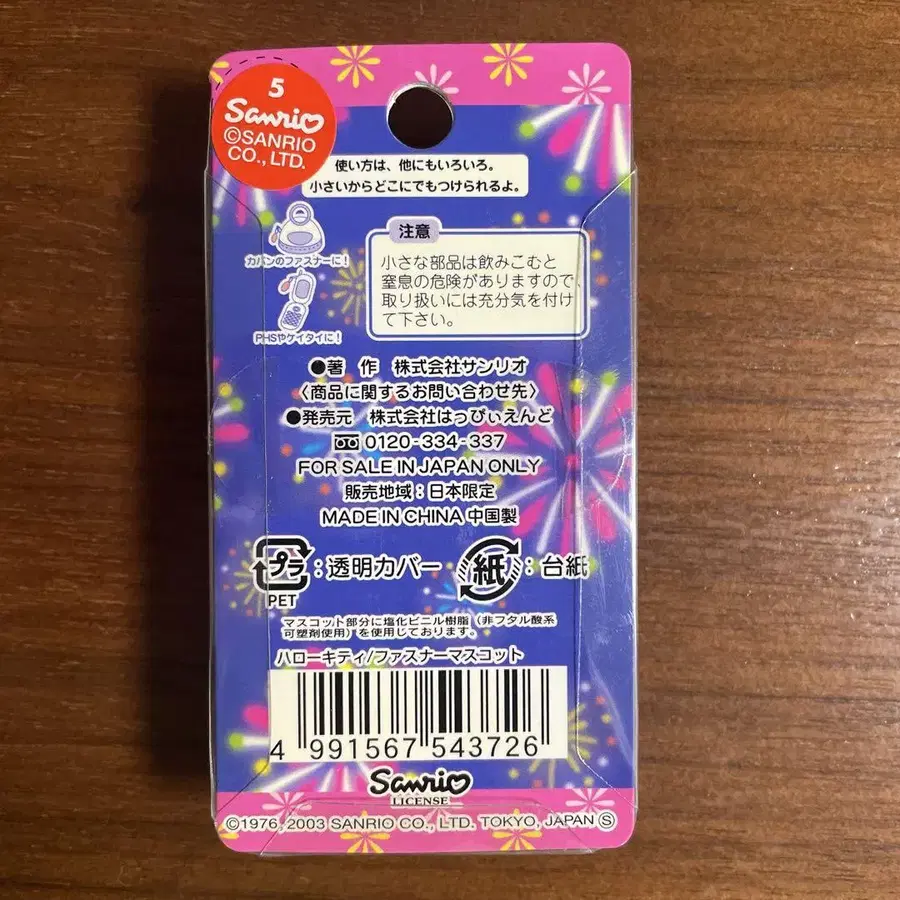 5
Sanrio
©SANRIO
CO., LTD.
使い方は、他にもいろいろ。
小さいからどこにでもつけられるよ。
カバンのファスナーに!
PHSやケイタイに!
注意
小さな部品は飲みこむと
窒息の危険がありますので、
取り扱いには充分気を付け
て下さい。
●著 作 株式会社サンリオ
〈商品に関するお問い合わせ先〉
●発売元 株式会社はっぴぃえんど
0120-334-337
FOR SALE IN JAPAN ONLY
販売地域:日本限定
MADE IN CHINA 中国製
プラ:透明カバー 紙:台紙
PET
マスコット部分に塩化ビニル樹脂(非フタル酸系
可塑剤使用)を使用しております。
ハローキティ/ファスナーマスコット
4 991567 543726
Sanrio
LICENSE
©1976, 2003 SANRIO CO., LTD. TOKYO, JAPAN Ⓢ